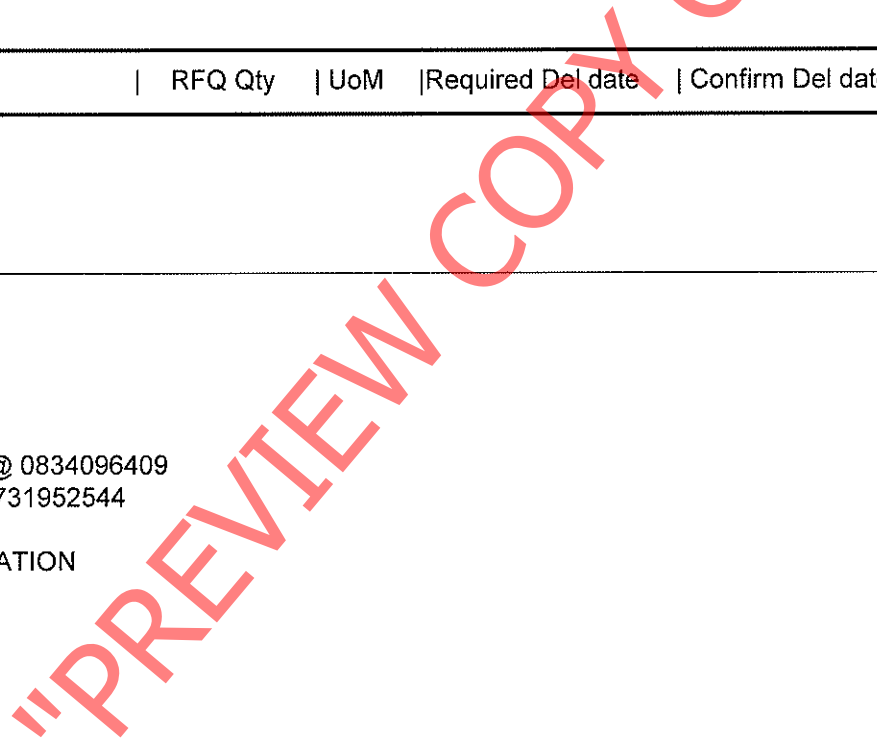 | RFQ Qty | UoM |Required Del date | Confirm Del dat
@ 0834096409
731952544
ATION
"PREVIEW COPY